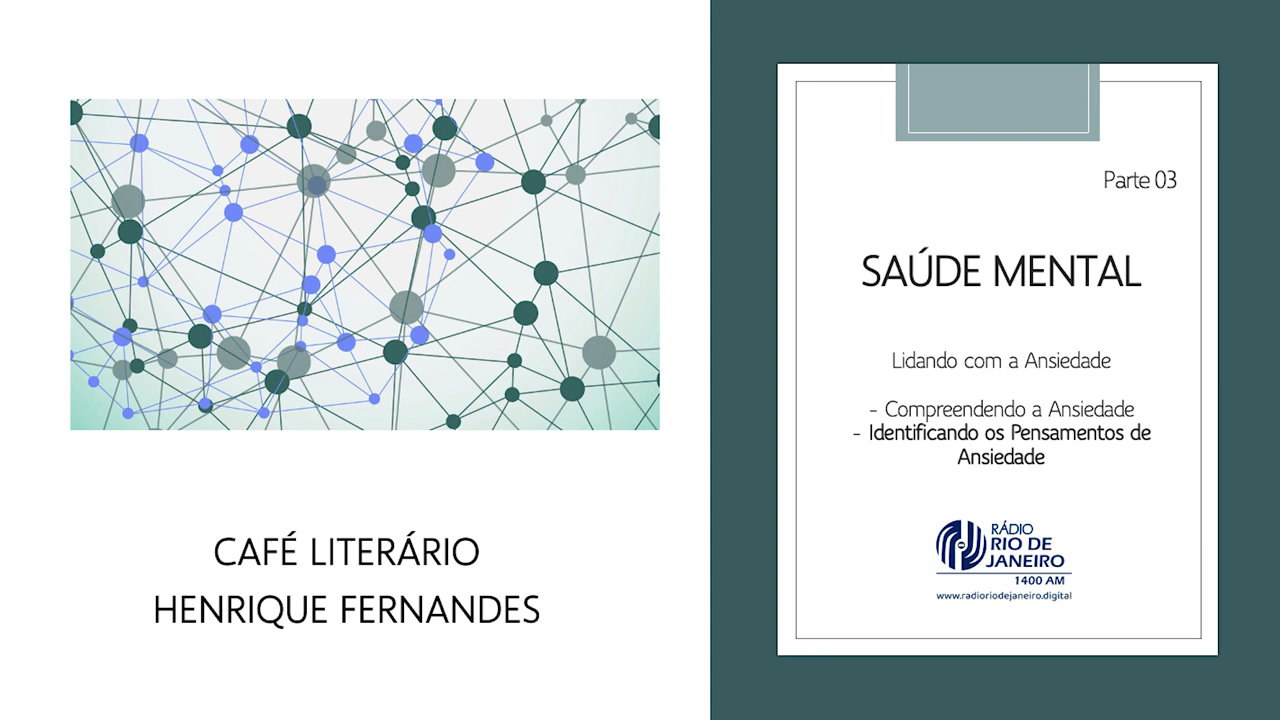 CAFÉ LITERÁRIO
HENRIQUE FERNANDES
Parte 03
SAÚDE MENTAL
Lidando com a Ansiedade
- Compreendendo a Ansiedade
- Identificando os Pensamentos de
Ansiedade
RÁDIO
RIO DE
JANEIRO
1400 AM
www.radioriodejaneiro.digital